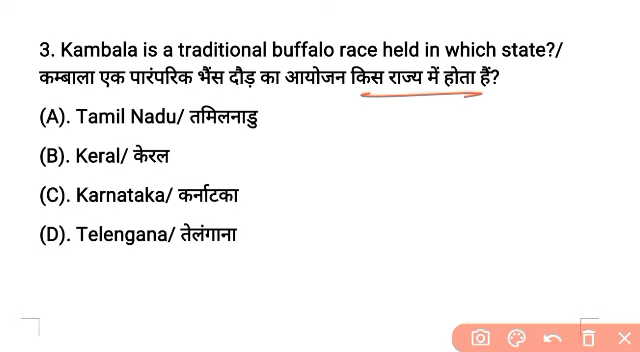 3. Kambala is a traditional buffalo race held in which state?/
कम्बाला एक पारंपरिक भैंस दौड़ का आयोजन किस राज्य में होता हैं?
(A). Tamil Nadu/ तमिलनाडु
(B). Keral/ केरल
(C). Karnataka/ कर्नाटका
(D). Telengana/ तेलंगाना